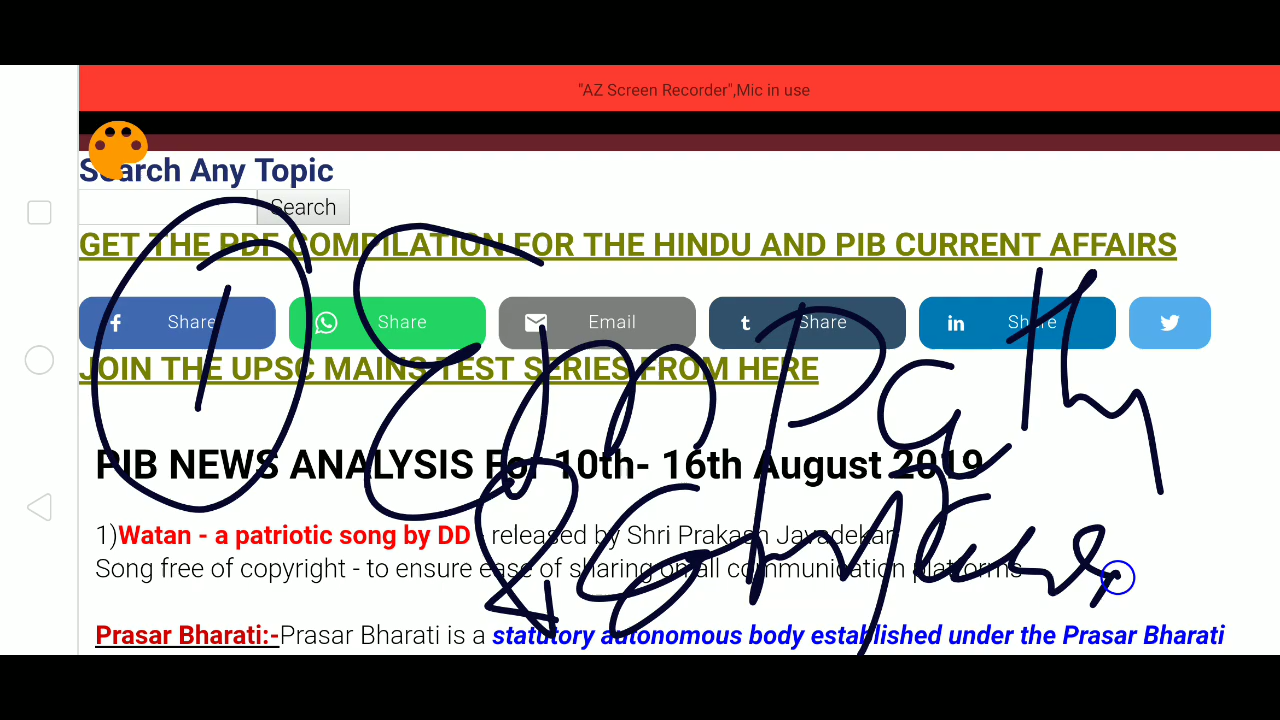 "AZ Screen Recorder",Mic in use
Search Any Topic
Search
GET THE PDF COMPILATION FOR THE HINDU AND PIB CURRENT AFFAIRS
Share Share Email Share Share
JOIN THE UPSC MAINS TEST SERIES FROM HERE
1 Empathy
&
PIB NEWS ANALYSIS For 10th- 16th August 2019
1)Watan - a patriotic song by DD - released by Shri Prakash Javadekar
Song free of copyright - to ensure ease of sharing on all communication platforms
Prasar Bharati:-Prasar Bharati is a statutory autonomous body established under the Prasar Bharati